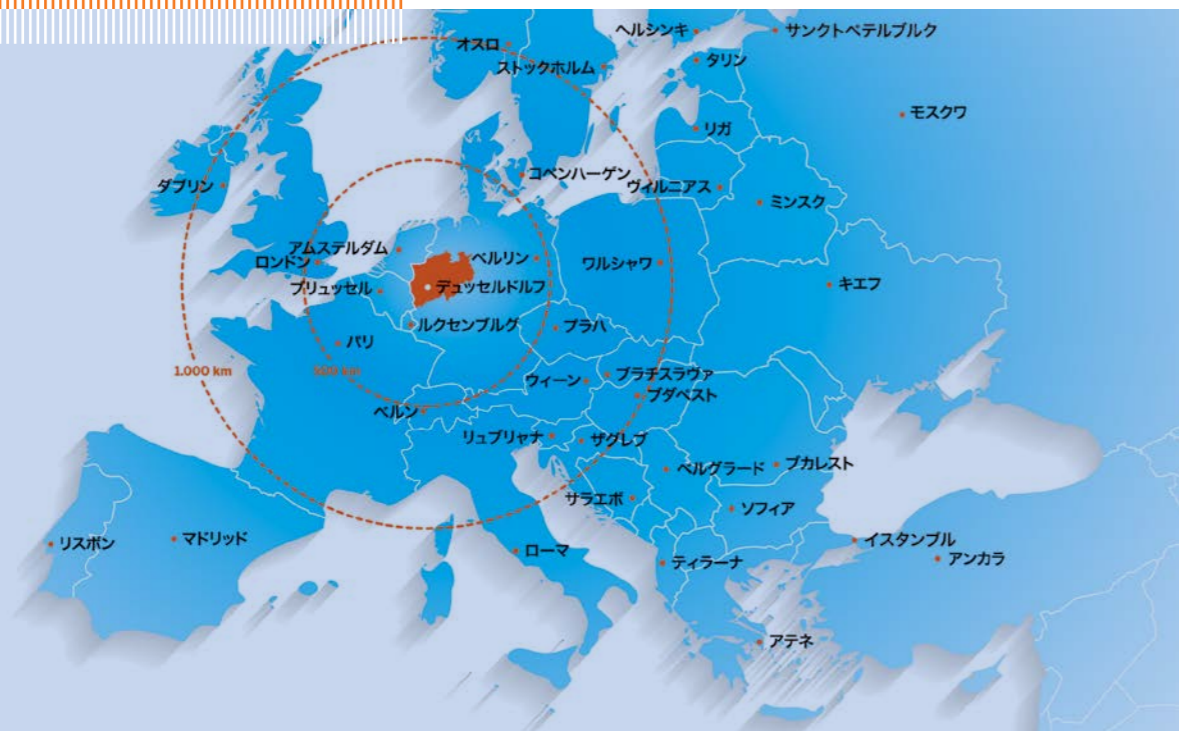 オスロ
ヘルシンキ
サンクトペテルブルク
ストックホルム
タリン
モスクワ
リガ
コペンハーゲン
ダブリン
ヴィルニアス
ミンスク
アムステルダム
ロンドン
ベルリン
ワルシャワ
ブリュッセル
デュッセルドルフ
キエフ
ルクセンブルグ
プラハ
パリ
1.000 km
500 km
ウィーン
ブラチスラヴァ
ブダペスト
ベルン
リュブリャナ
ザグレブ
ベルグラード
ブカレスト
サラエボ
ソフィア
リスボン
マドリッド
ローマ
ティラーナ
イスタンブル
アンカラ
アテネ